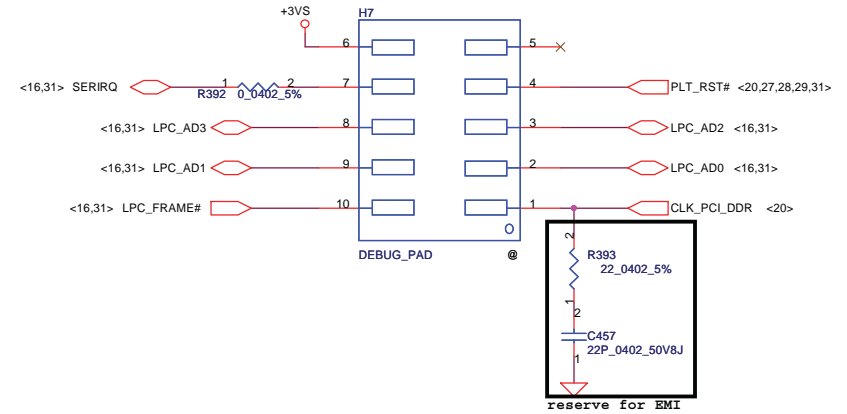 +3VS
H7
6
5
<16,31> SERIRQ
1
2
7
4
PLT_RST# <20,27,28,29,31>
R392 0_0402_5%
<16,31> LPC_AD3
8
3
LPC_AD2 <16,31>
<16,31> LPC_AD1
9
2
LPC_AD0 <16,31>
<16,31> LPC_FRAME#
10
1
CLK_PCI_DDR <20>
O
DEBUG_PAD
@
2
R393
22_0402_5%
1
2
C457
22P_0402_50V8J
1
reserve for EMI